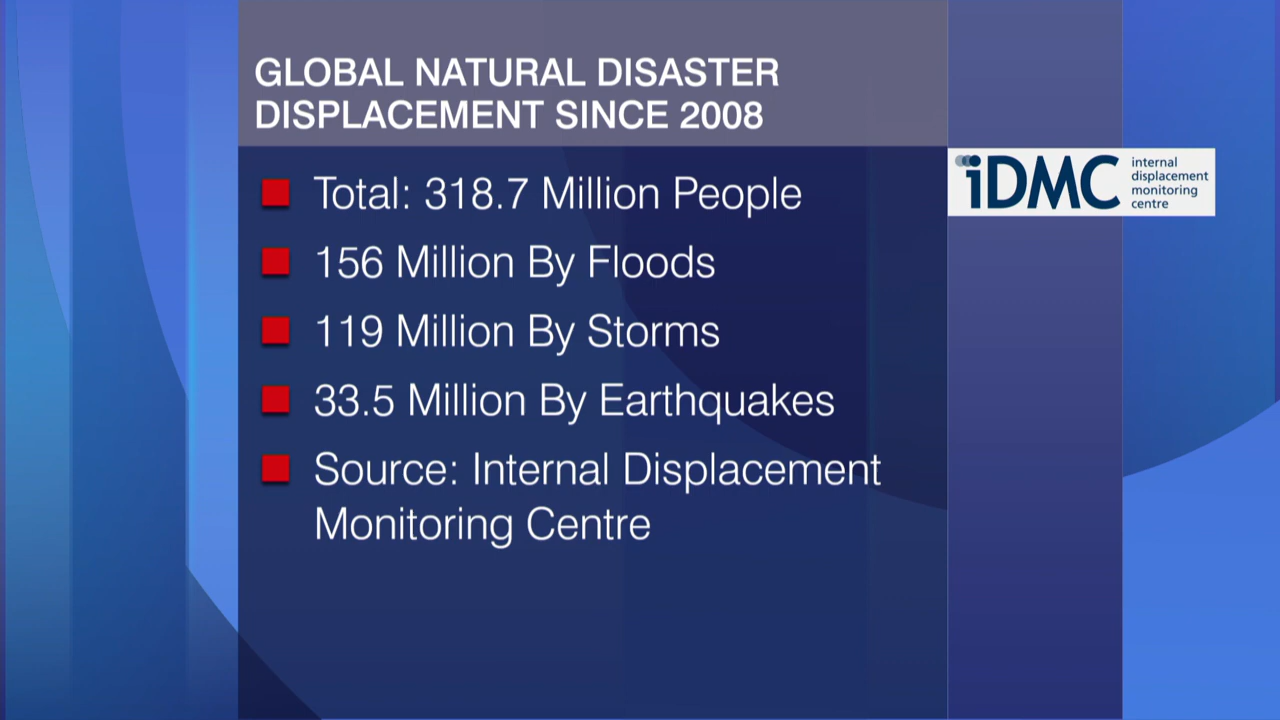 GLOBAL NATURAL DISASTER
DISPLACEMENT SINCE 2008
Total: 318.7 Million People
156 Million By Floods
119 Million By Storms
33.5 Million By Earthquakes
Source: Internal Displacement
Monitoring Centre
iDMC
internal
displacement
monitoring
centre